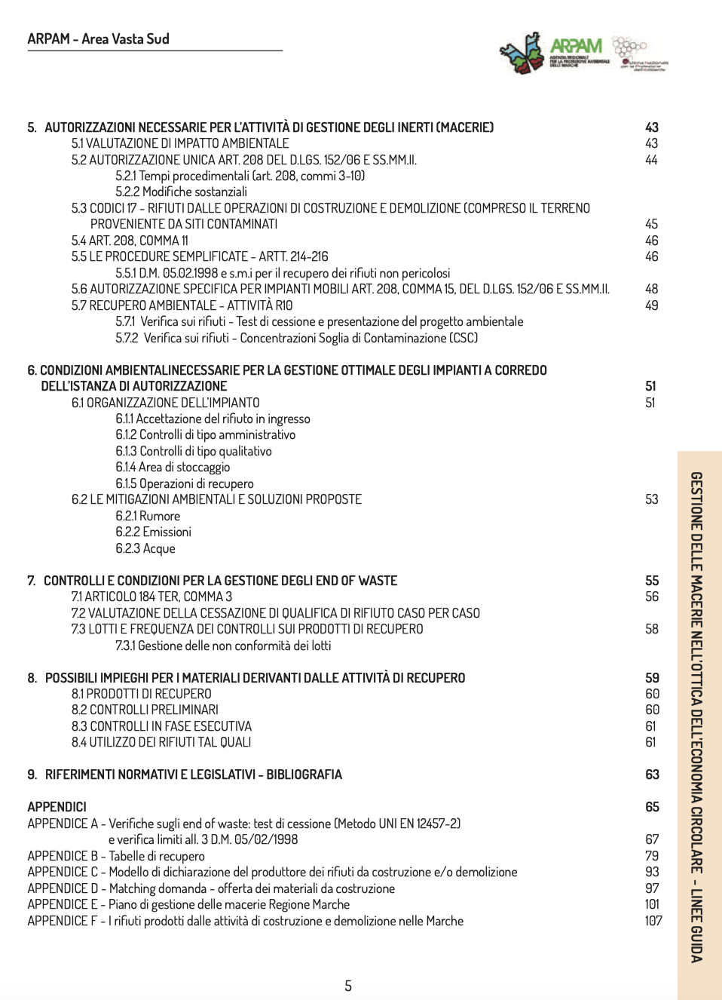 ARPAM - Area Vasta Sud
ARPAM
AGENZIA REGIONALE
PER LA PROTEZIONE AMBIENTALE
DELLE MARCHE
5. AUTORIZZAZIONI NECESSARIE PER L'ATTIVITÀ DI GESTIONE DEGLI INERTI (MACERIE) 43
5.1 VALUTAZIONE DI IMPATTO AMBIENTALE 43
5.2 AUTORIZZAZIONE UNICA ART. 208 DEL D.LGS. 152/06 E SS.MM.II. 44
5.2.1 Tempi procedimentali (art. 208, commi 3-10)
5.2.2 Modifiche sostanziali
5.3 CODICI 17 - RIFIUTI DALLE OPERAZIONI DI COSTRUZIONE E DEMOLIZIONE (COMPRESO IL TERRENO
PROVENIENTE DA SITI CONTAMINATI 45
5.4 ART. 208, COMMA 11 46
5.5 LE PROCEDURE SEMPLIFICATE - ARTT. 214-216 46
5.5.1 D.M. 05.02.1998 e s.m.i per il recupero dei rifiuti non pericolosi
5.6 AUTORIZZAZIONE SPECIFICA PER IMPIANTI MOBILI ART. 208, COMMA 15, DEL D.LGS. 152/06 E SS.MM.II. 48
5.7 RECUPERO AMBIENTALE - ATTIVITÀ R10 49
5.7.1 Verifica sui rifiuti - Test di cessione e presentazione del progetto ambientale
5.7.2 Verifica sui rifiuti - Concentrazioni Soglia di Contaminazione (CSC)
6. CONDIZIONI AMBIENTALINECESSARIE PER LA GESTIONE OTTIMALE DEGLI IMPIANTI A CORREDO
DELL'ISTANZA DI AUTORIZZAZIONE 51
6.1 ORGANIZZAZIONE DELL'IMPIANTO 51
6.1.1 Accettazione del rifiuto in ingresso
6.1.2 Controlli di tipo amministrativo
6.1.3 Controlli di tipo qualitativo
6.1.4 Area di stoccaggio
6.1.5 Operazioni di recupero
6.2 LE MITIGAZIONI AMBIENTALI E SOLUZIONI PROPOSTE 53
6.2.1 Rumore
6.2.2 Emissioni
6.2.3 Acque
7. CONTROLLI E CONDIZIONI PER LA GESTIONE DEGLI END OF WASTE 55
7.1 ARTICOLO 184 TER, COMMA 3 56
7.2 VALUTAZIONE DELLA CESSAZIONE DI QUALIFICA DI RIFIUTO CASO PER CASO
7.3 LOTTI E FREQUENZA DEI CONTROLLI SUI PRODOTTI DI RECUPERO 58
7.3.1 Gestione delle non conformità dei lotti
8. POSSIBILI IMPIEGHI PER I MATERIALI DERIVANTI DALLE ATTIVITÀ DI RECUPERO 59
8.1 PRODOTTI DI RECUPERO 60
8.2 CONTROLLI PRELIMINARI 60
8.3 CONTROLLI IN FASE ESECUTIVA 61
8.4 UTILIZZO DEI RIFIUTI TAL QUALI 61
9. RIFERIMENTI NORMATIVI E LEGISLATIVI - BIBLIOGRAFIA 63
APPENDICI 65
APPENDICE A - Verifiche sugli end of waste: test di cessione (Metodo UNI EN 12457-2)
e verifica limiti all. 3 D.M. 05/02/1998 67
APPENDICE B - Tabelle di recupero 79
APPENDICE C - Modello di dichiarazione del produttore dei rifiuti da costruzione e/o demolizione 93
APPENDICE D - Matching domanda - offerta dei materiali da costruzione 97
APPENDICE E - Piano di gestione delle macerie Regione Marche 101
APPENDICE F - I rifiuti prodotti dalle attività di costruzione e demolizione nelle Marche 107
GESTIONE DELLE MACERIE NELL'OTTICA DELL'ECONOMIA CIRCOLARE - LINEE GUIDA
5